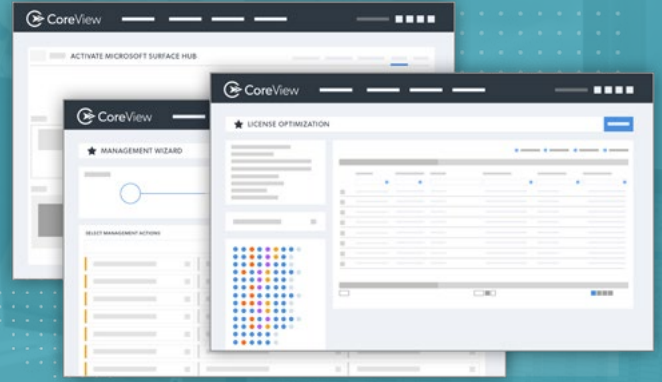 CoreView
ACTIVATE MICROSOFT SURFACE HUB
CoreView
MANAGEMENT WIZARD
SELECT MANAGEMENT ACTIONS
CoreView
LICENSE OPTIMIZATION